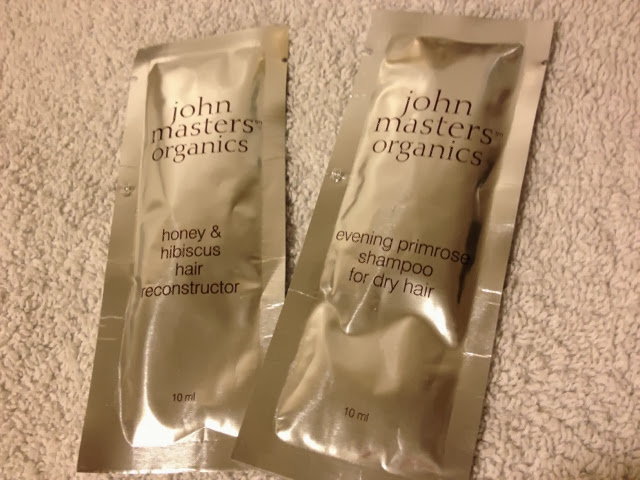 john
masters™
organics
honey &
hibiscus
hair
reconstructor
10 ml
john
masters™
organics
evening primrose
shampoo
for dry hair
10 ml